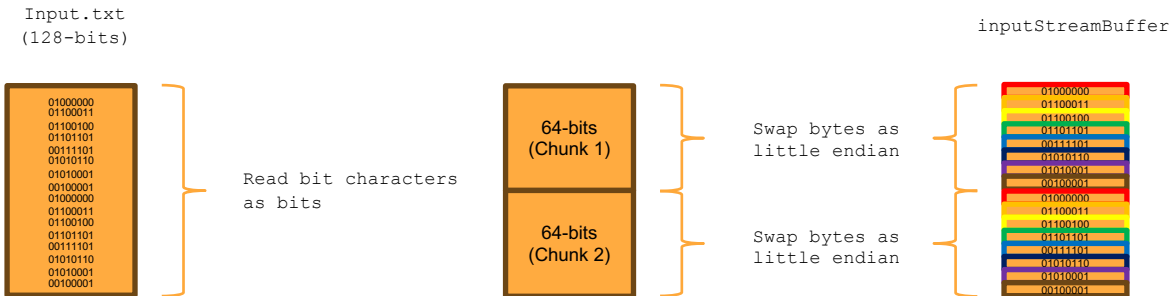 Input.txt
(128-bits)
inputStreamBuffer
01000000
01100011
01100100
01101101
00111101
01010110
01010001
00100001
01000000
01100011
01100100
01101101
00111101
01010110
01010001
00100001
Read bit characters
as bits
64-bits
(Chunk 1)
64-bits
(Chunk 2)
Swap bytes as
little endian
Swap bytes as
little endian
01000000
01100011
01100100
01101101
00111101
01010110
01010001
00100001
01000000
01100011
01100100
01101101
00111101
01010110
01010001
00100001